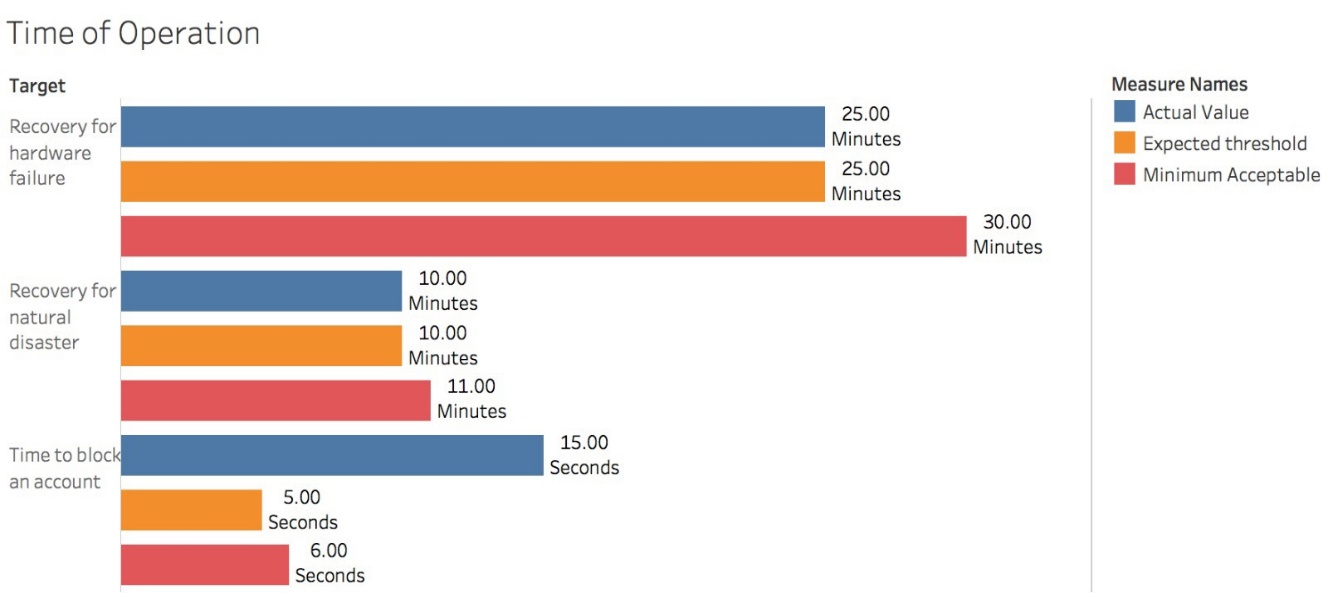 Time of Operation
Target
Recovery for
hardware
failure
25.00
Minutes
25.00
Minutes
30.00
Minutes
Recovery for
natural
disaster
10.00
Minutes
10.00
Minutes
11.00
Minutes
Time to block
an account
15.00
Seconds
5.00
Seconds
6.00
Seconds
Measure Names
Actual Value
Expected threshold
Minimum Acceptable